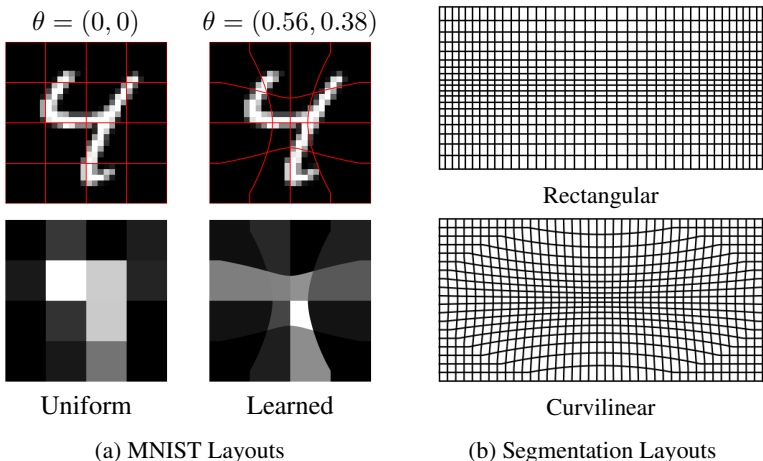 θ = (0, 0)
θ = (0.56, 0.38)
Uniform
Learned
(a) MNIST Layouts
Rectangular
Curvilinear
(b) Segmentation Layouts